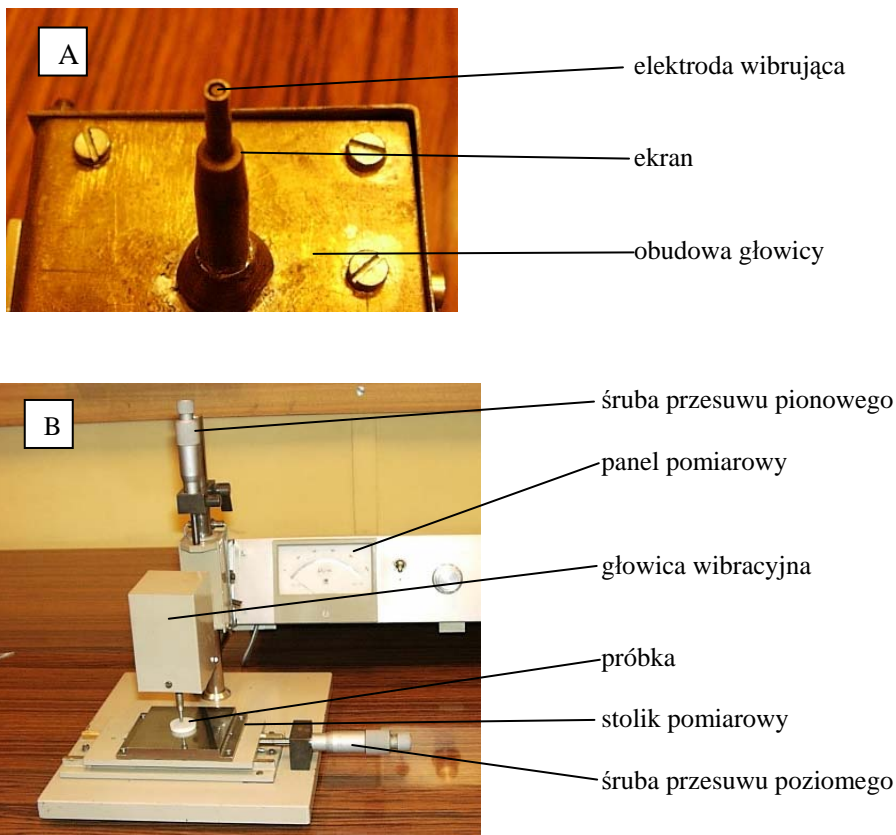 A
elektroda wibrująca
ekran
obudowa głowicy
B
śruba przesuwu pionowego
panel pomiarowy
głowica wibracyjna
próbka
stolik pomiarowy
śruba przesuwu poziomego